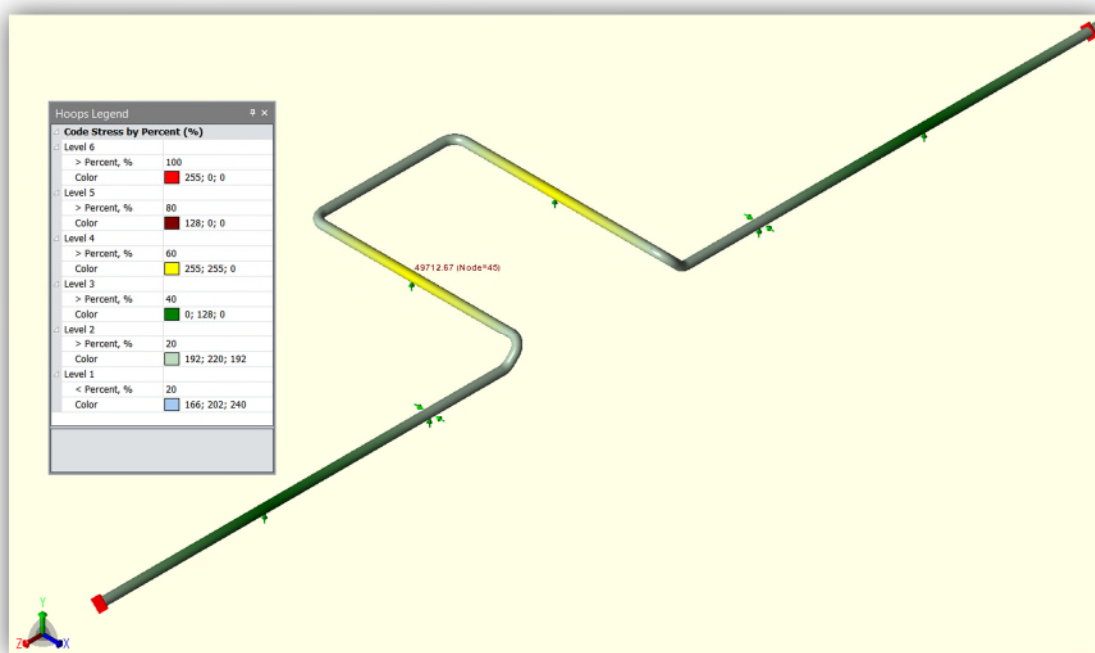 Hoops Legend
Code Stress by Percent (%)
Level 6
> Percent, % 100
Color 255; 0; 0
Level 5
> Percent, % 80
Color 128; 0; 0
Level 4
> Percent, % 60
Color 255; 255; 0
Level 3
> Percent, % 40
Color 0; 128; 0
Level 2
> Percent, % 20
Color 192; 220; 192
Level 1
< Percent, % 20
Color 166; 202; 240
49712.67 (Node=45)
Y
Z X